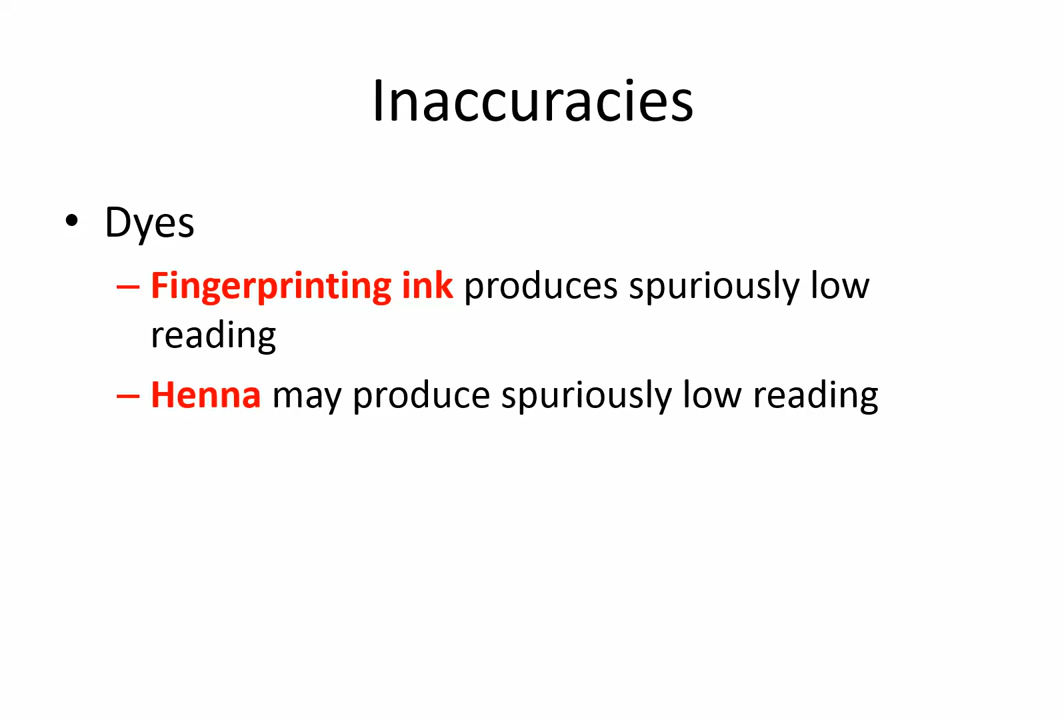 Inaccuracies
• Dyes
– Fingerprinting ink produces spuriously low
reading
– Henna may produce spuriously low reading